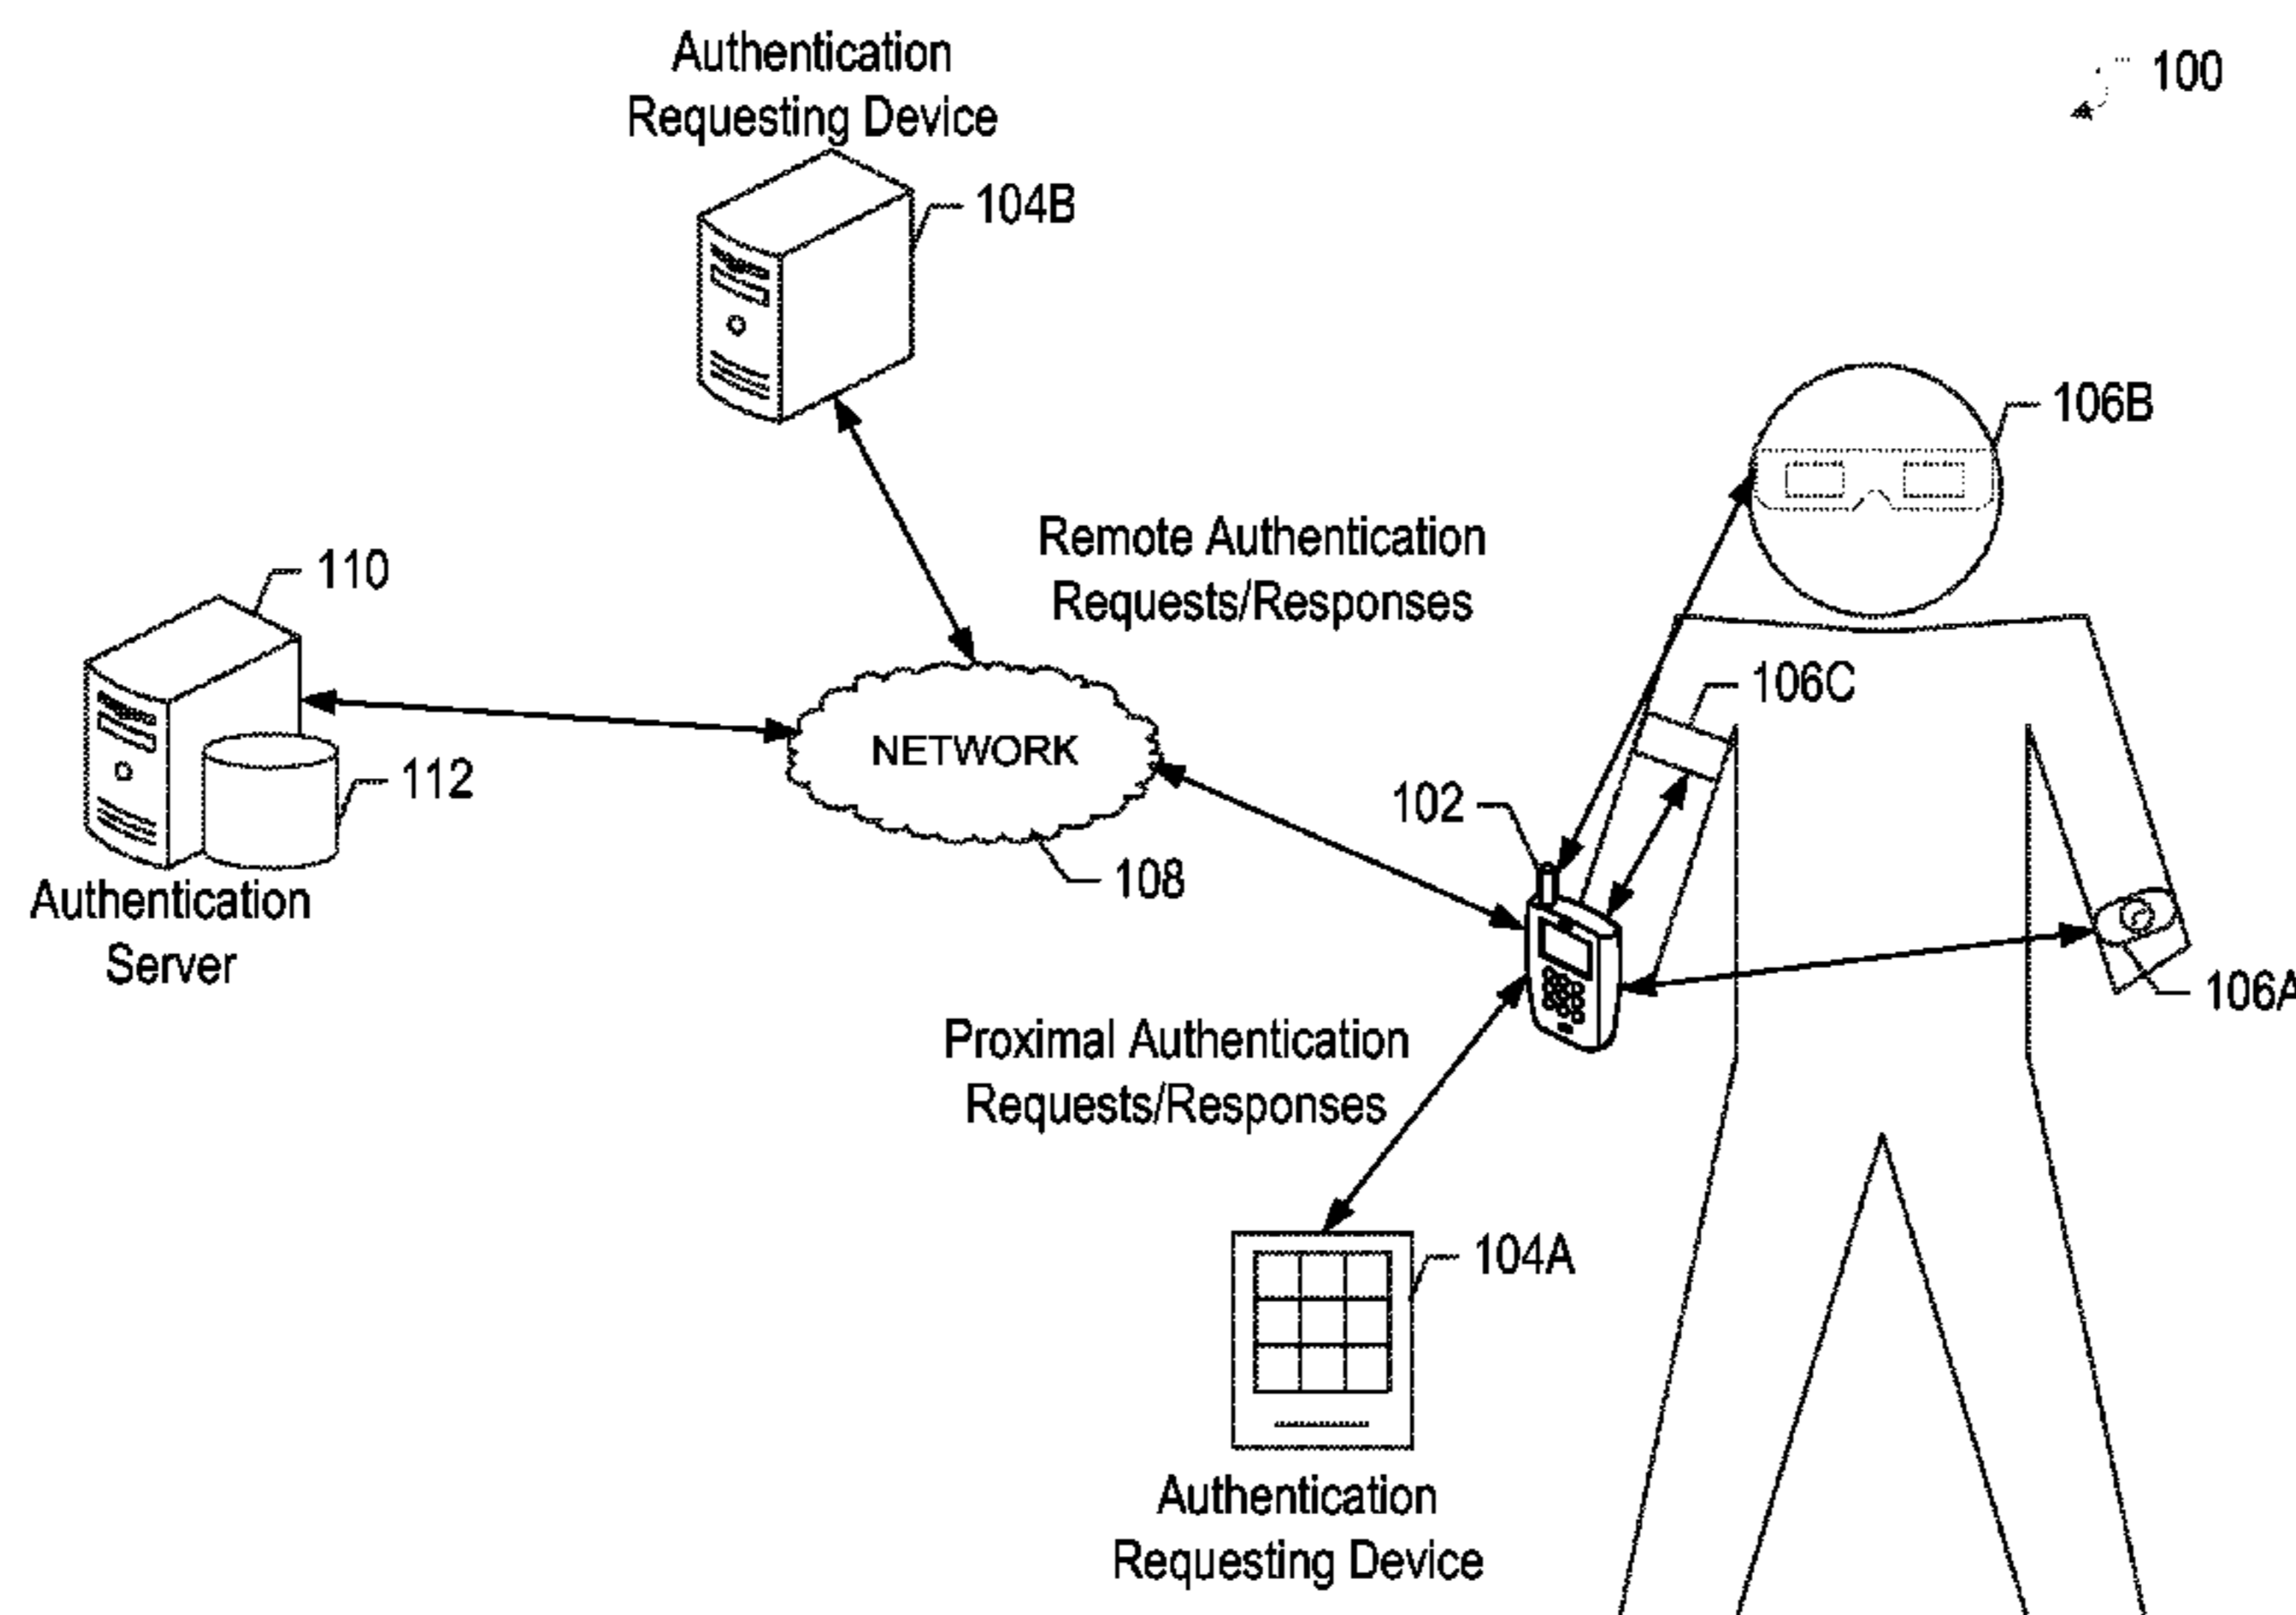 Authentication
Requesting Device
100
104B
106B
Remote Authentication
Requests/Responses
110
106C
NETWORK
112
102
108
Authentication
Server
106A
Proximal Authentication
Requests/Responses
104A
Authentication
Requesting Device